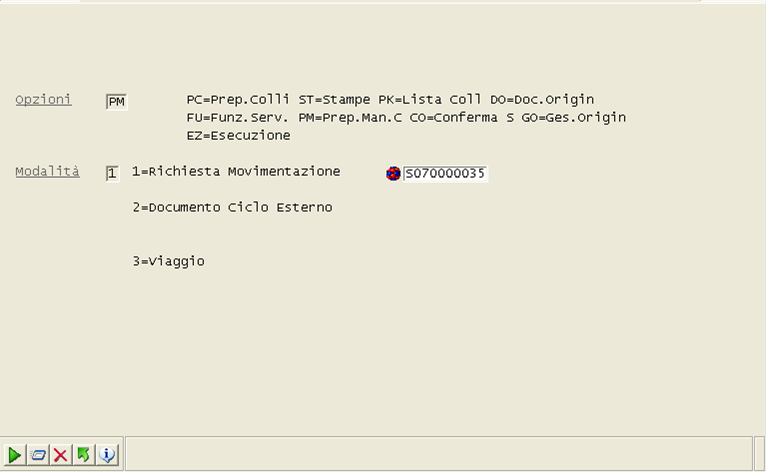 Opzioni PM PC=Prep.Colli ST=Stampe PK=Lista Coll DO=Doc.Origin
FU=Funz.Serv. PM=Prep.Man.C CO=Conferma S GO=Ges.Origin
EZ=Esecuzione
Modalità 1 1=Richiesta Movimentazione S070000035
2=Documento Ciclo Esterno
3=Viaggio